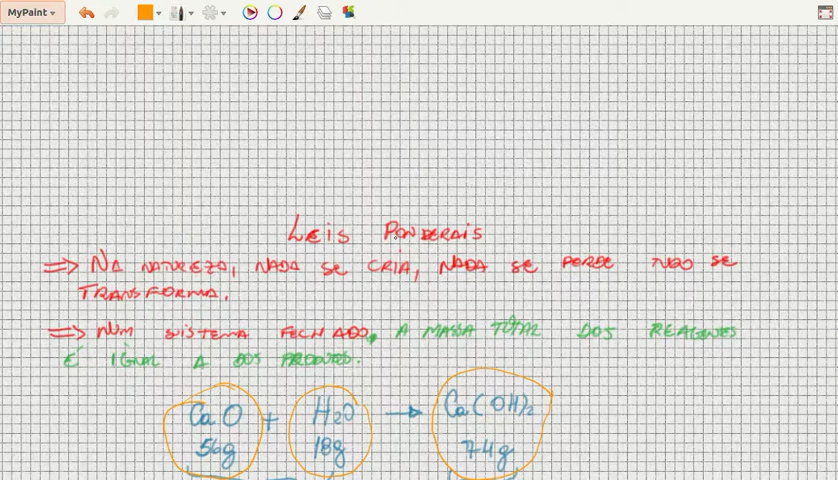 MyPaint
Leis Ponderais
⇒ Na natureza, nada se cria, nada se perde tudo se
transforma.
⇒ Num sistema fechado, a massa total dos reagentes
é igual a dos produtos.
CaO + H₂O → Ca(OH)₂
56g 18g 74g